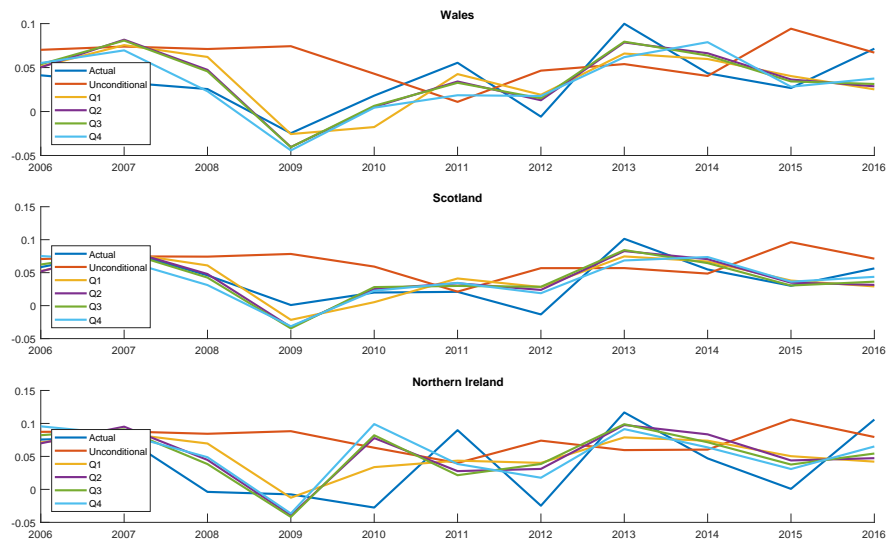 Wales
0.1
0.05
0
-0.05
Actual
Unconditional
Q1
Q2
Q3
Q4
2006 2007 2008 2009 2010 2011 2012 2013 2014 2015 2016
Scotland
0.15
0.1
0.05
0
-0.05
Actual
Unconditional
Q1
Q2
Q3
Q4
2006 2007 2008 2009 2010 2011 2012 2013 2014 2015 2016
Northern Ireland
0.15
0.1
0.05
0
-0.05
Actual
Unconditional
Q1
Q2
Q3
Q4
2006 2007 2008 2009 2010 2011 2012 2013 2014 2015 2016